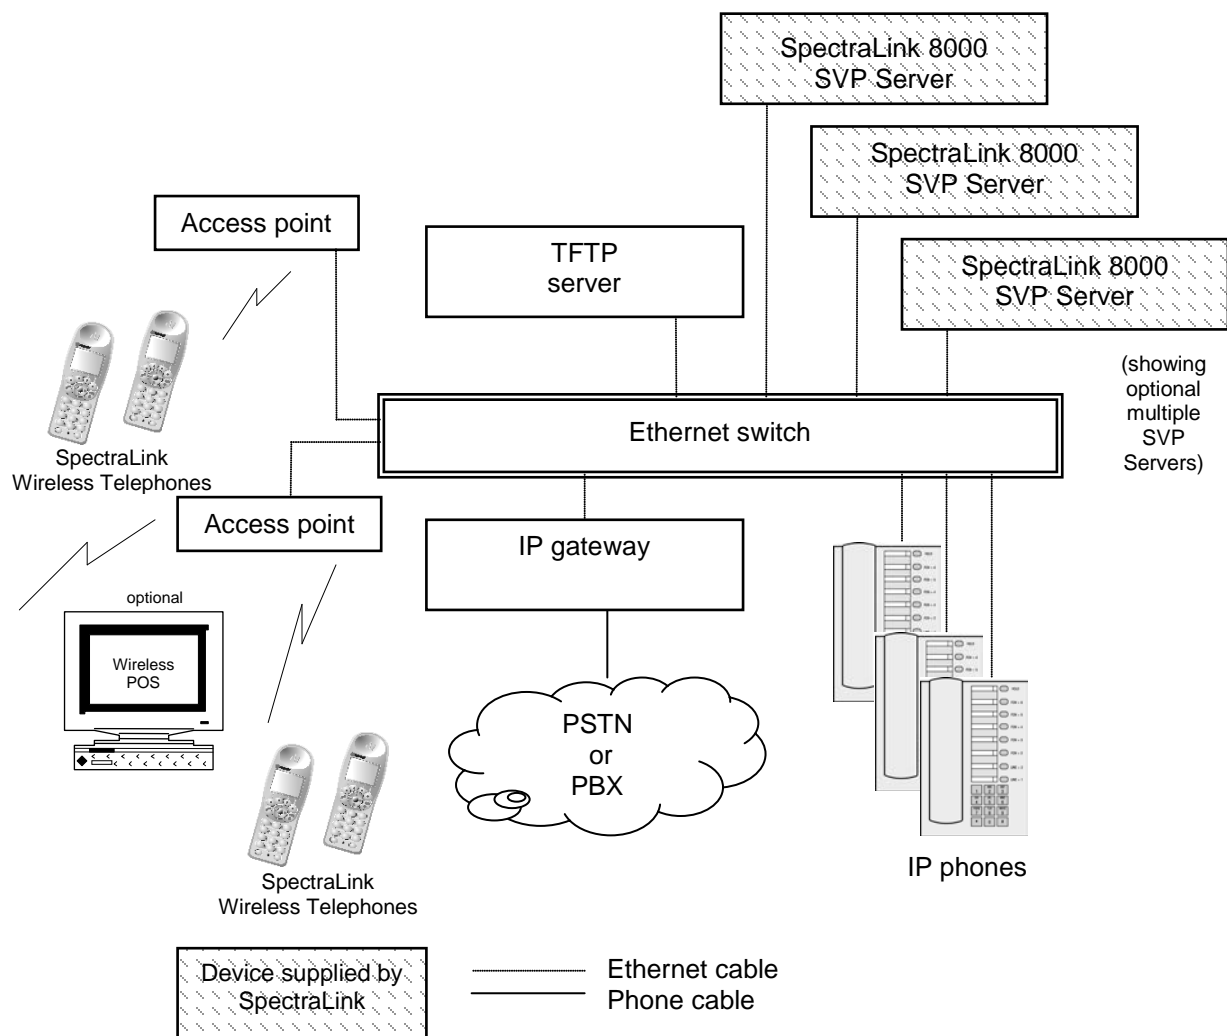 SpectraLink 8000
SVP Server
SpectraLink 8000
SVP Server
Access point
TFTP
server
SpectraLink 8000
SVP Server
(showing
optional
multiple
SVP
Servers)
Ethernet switch
SpectraLink
Wireless Telephones
Access point
IP gateway
optional
Wireless
POS
PSTN
or
PBX
IP phones
SpectraLink
Wireless Telephones
Device supplied by
SpectraLink
Ethernet cable
Phone cable